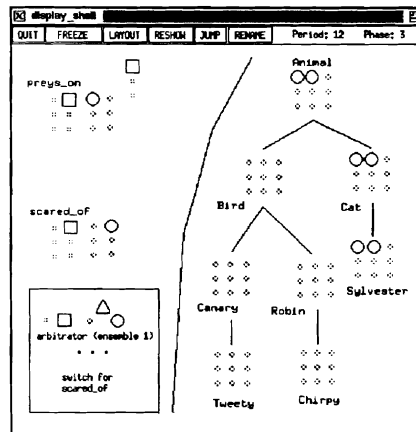 display_shell
QUIT FREEZE LAYOUT RESHOW JUMP RENAME Period: 12 Phase: 3
Animal
preys_on
Bird Cat
scared_of
Canary Robin Sylvester
arbitrator (ensemble 1)
switch for
scared_of
Tweety Chirpy